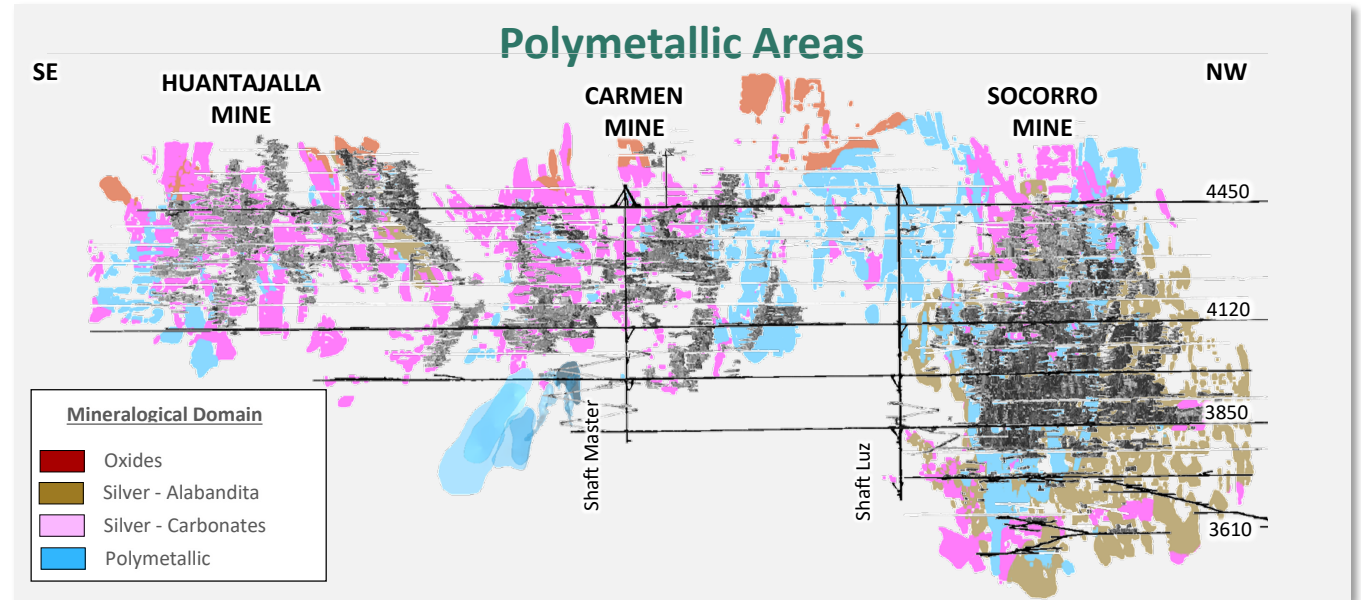 Polymetallic Areas
SE
NW
HUANTAJALLA
MINE
CARMEN
MINE
SOCORRO
MINE
4450
4120
3850
3610
Shaft Master
Shaft Luz
Mineralogical Domain
Oxides
Silver - Alabandita
Silver - Carbonates
Polymetallic